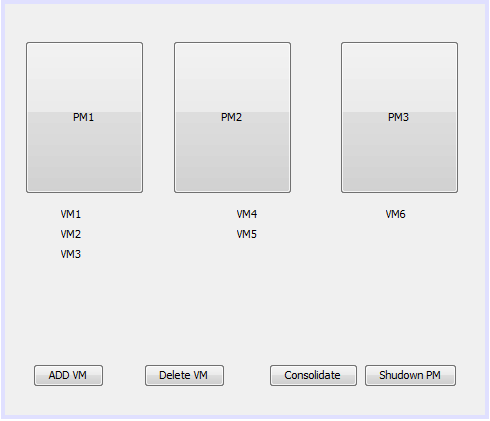 PM1 PM2 PM3
VM1 VM4 VM6
VM2 VM5
VM3
ADD VM Delete VM Consolidate Shudown PM